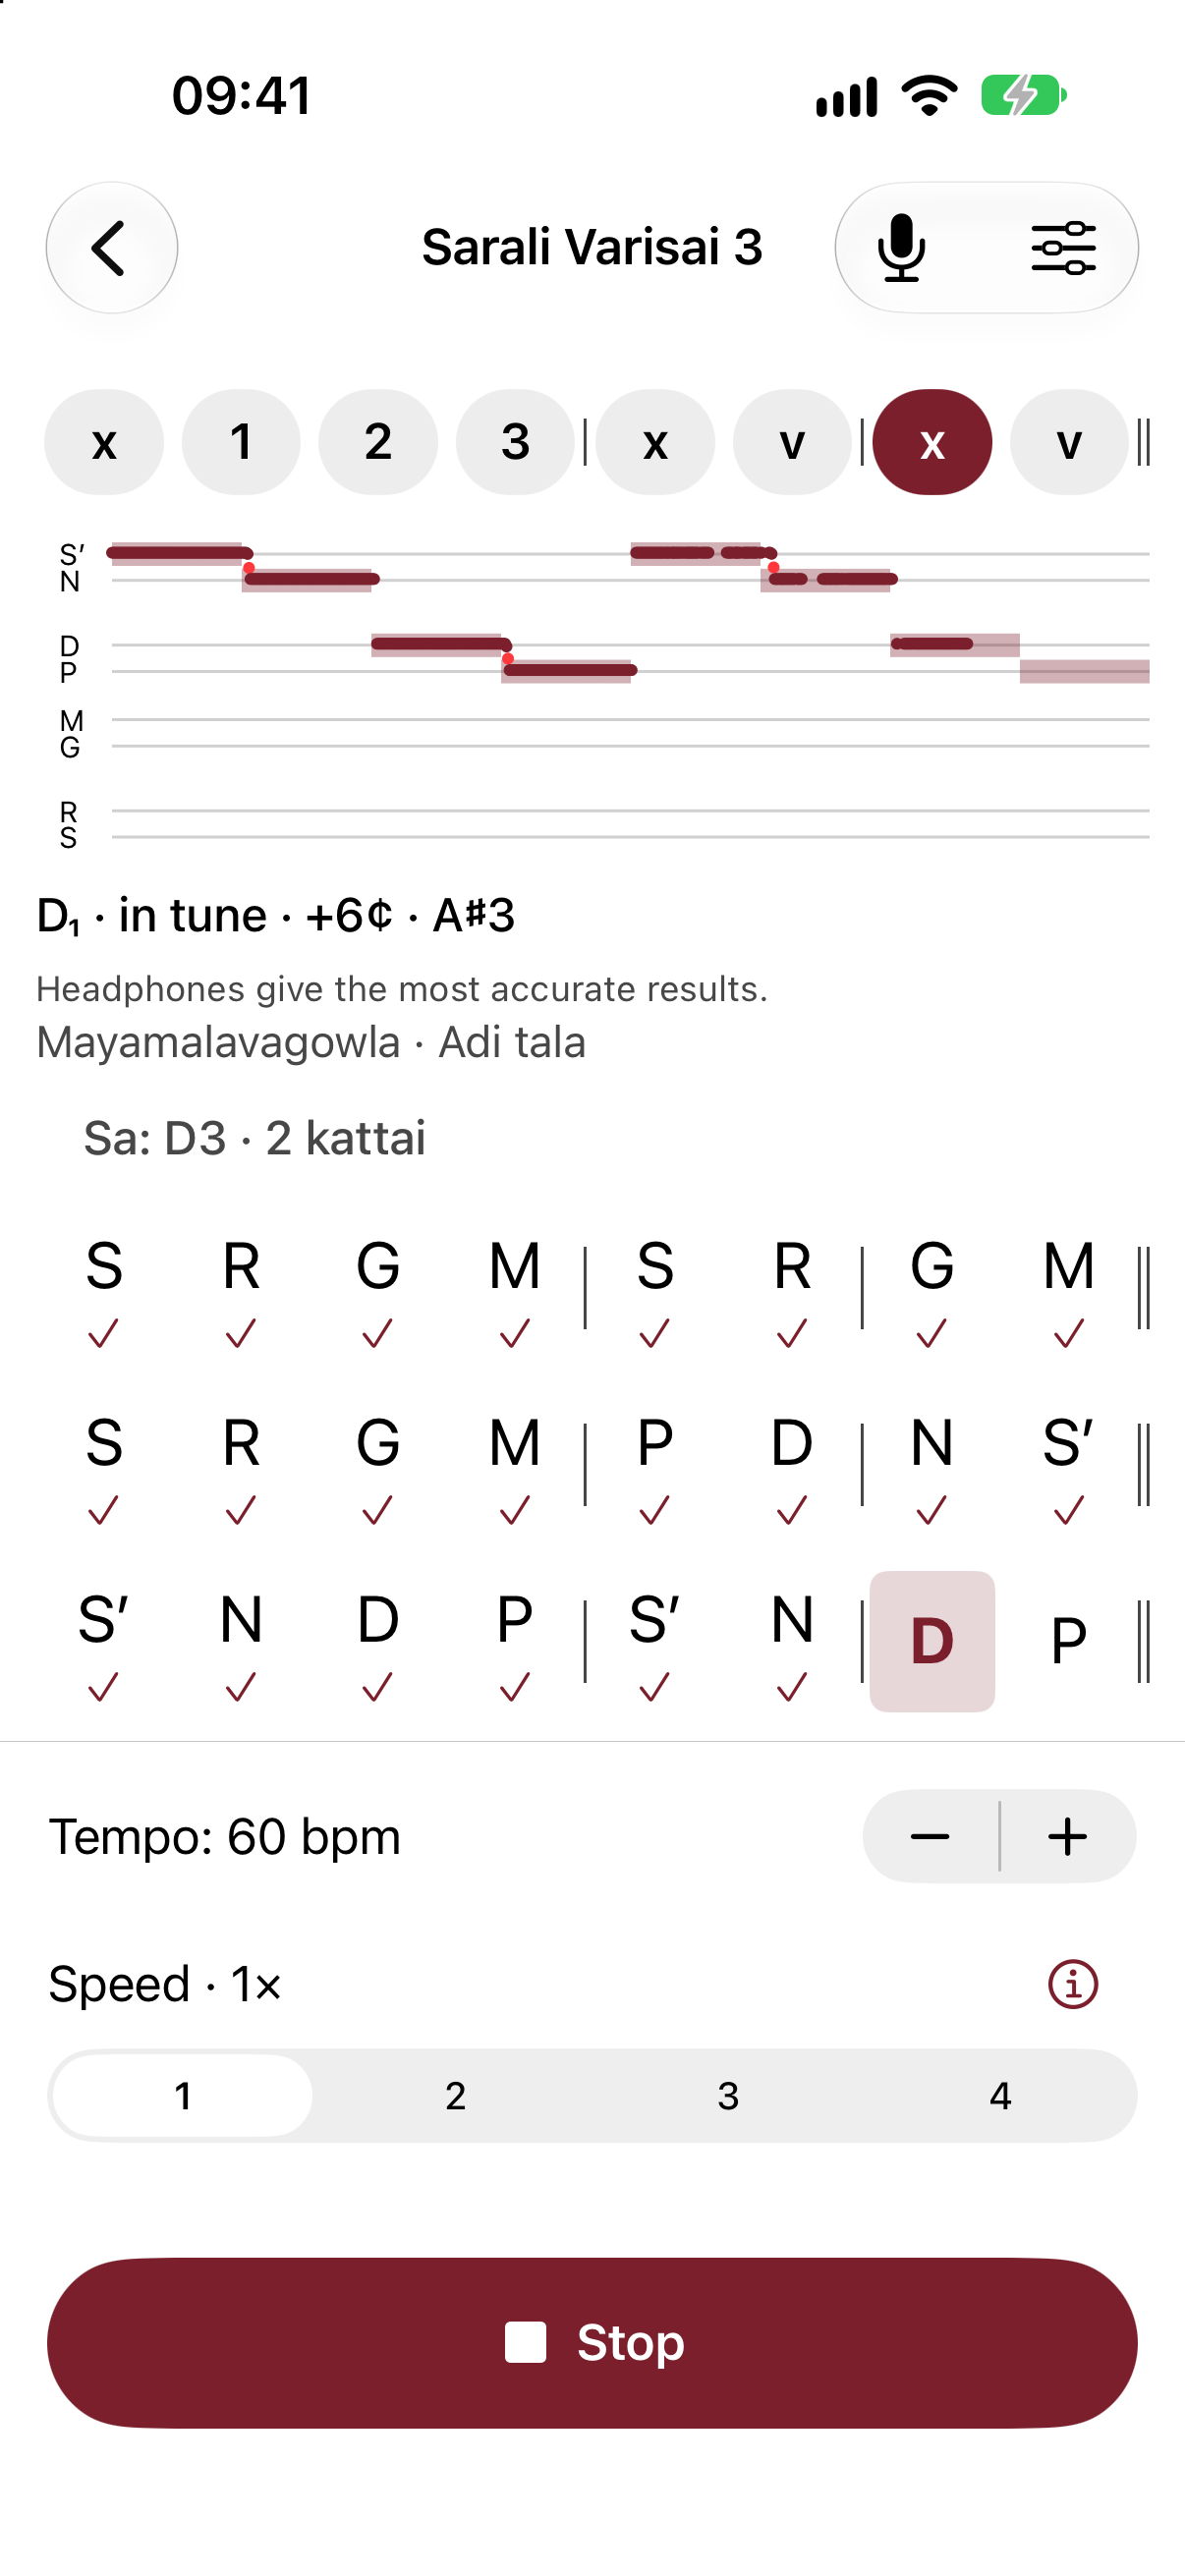 09:41
Sarali Varisai 3
x 1 2 3 | x v | x v ||
S′
N
D
P
M
G
R
S
D₁ · in tune · +6¢ · A♯3
Headphones give the most accurate results.
Mayamalavagowla · Adi tala
Sa: D3 · 2 kattai
S R G M | S R | G M ||
✓ ✓ ✓ ✓ ✓ ✓ ✓ ✓
S R G M | P D | N S′ ||
✓ ✓ ✓ ✓ ✓ ✓ ✓ ✓
S′ N D P | S′ N | D P ||
✓ ✓ ✓ ✓ ✓ ✓
Tempo: 60 bpm − +
Speed · 1×
1 2 3 4
Stop